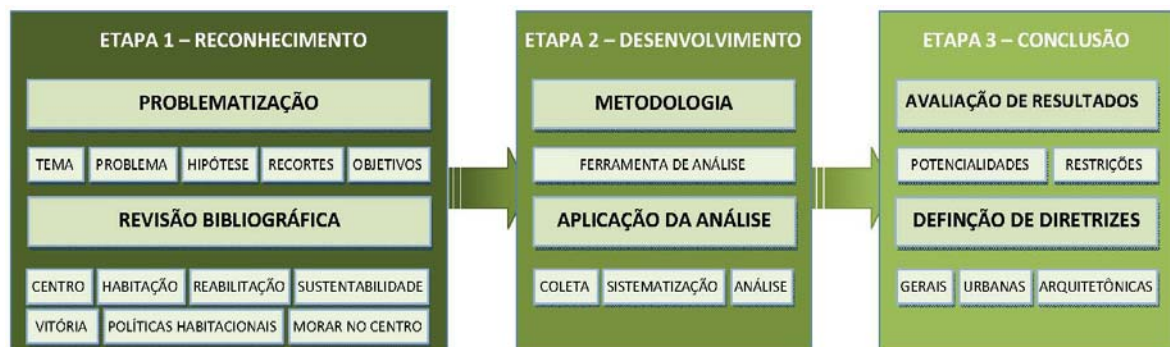 ETAPA 1 – RECONHECIMENTO
PROBLEMATIZAÇÃO
TEMA
PROBLEMA
HIPÓTESE
RECORTES
OBJETIVOS
REVISÃO BIBLIOGRÁFICA
CENTRO
HABITAÇÃO
REABILITAÇÃO
SUSTENTABILIDADE
VITÓRIA
POLÍTICAS HABITACIONAIS
MORAR NO CENTRO
ETAPA 2 – DESENVOLVIMENTO
METODOLOGIA
FERRAMENTA DE ANÁLISE
APLICAÇÃO DA ANÁLISE
COLETA
SISTEMATIZAÇÃO
ANÁLISE
ETAPA 3 – CONCLUSÃO
AVALIAÇÃO DE RESULTADOS
POTENCIALIDADES
RESTRIÇÕES
DEFINÇÃO DE DIRETRIZES
GERAIS
URBANAS
ARQUITETÔNICAS